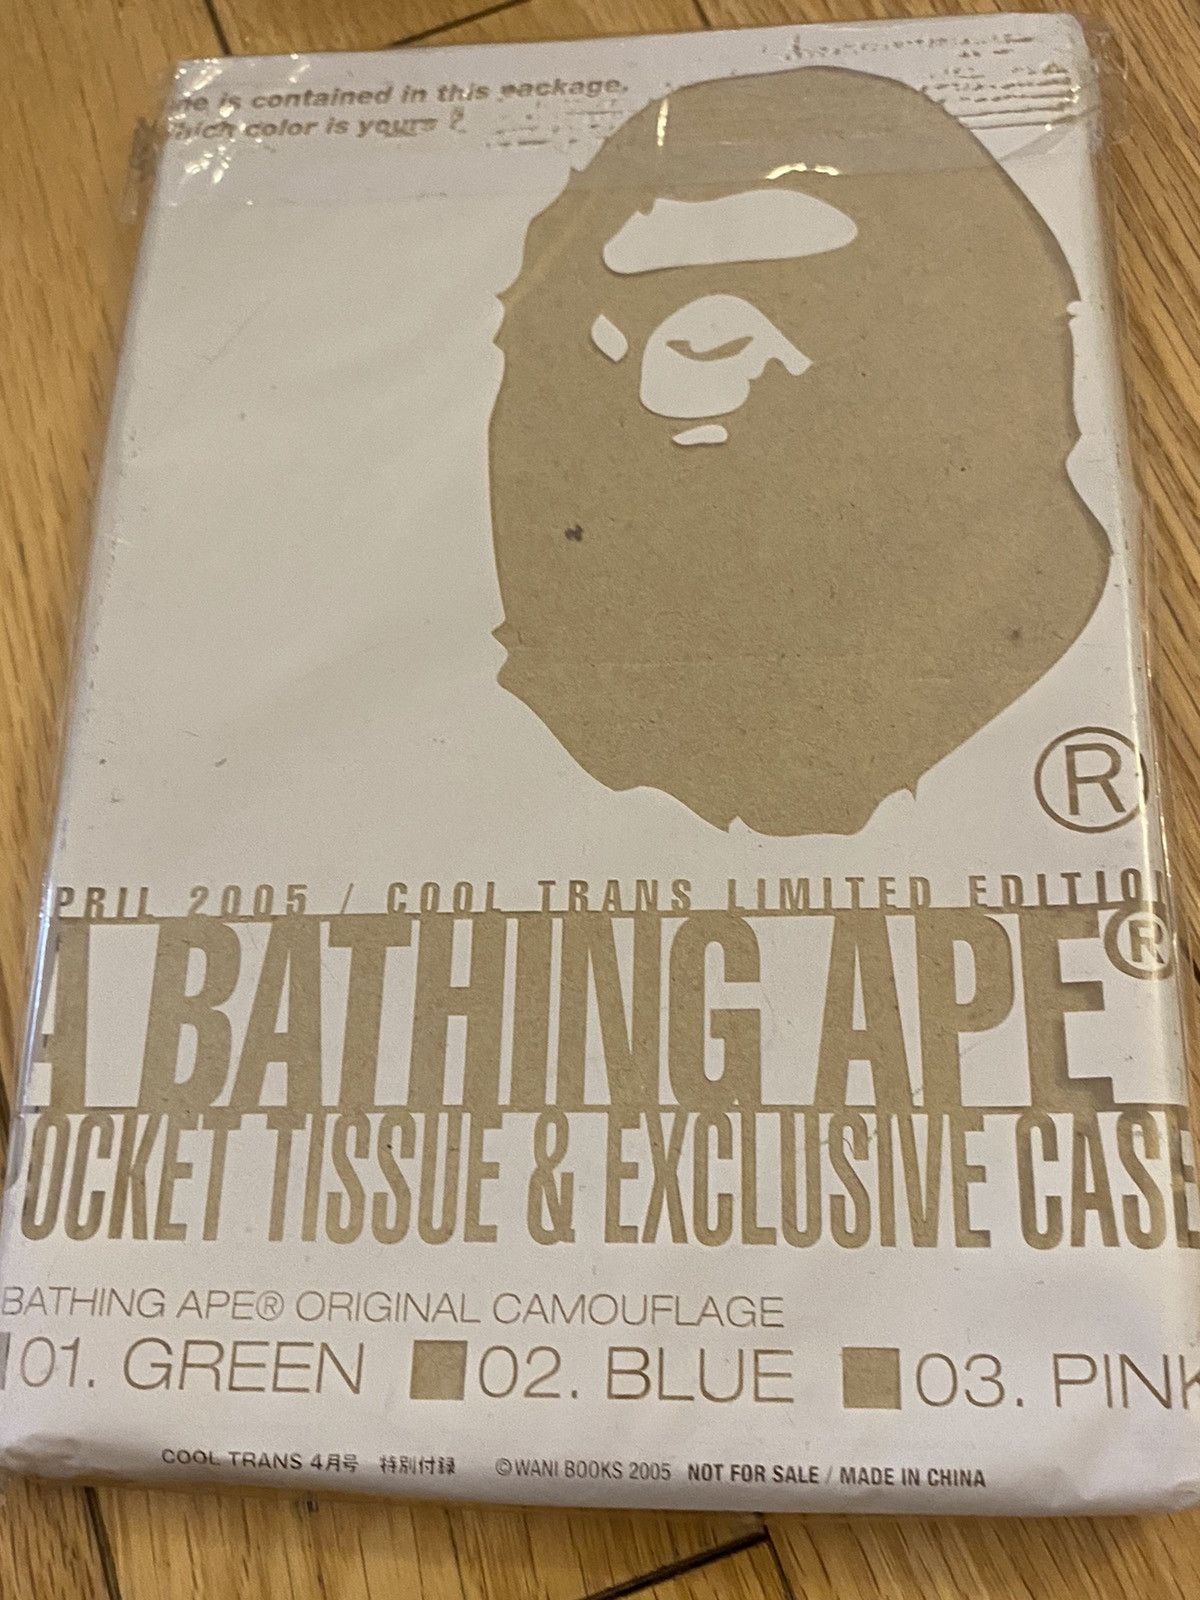 ne is contained in this package.
hich color is yours ?
®
PRIL 2005 / COOL TRANS LIMITED EDITION
A BATHING APE®
POCKET TISSUE & EXCLUSIVE CASE
BATHING APE® ORIGINAL CAMOUFLAGE
01. GREEN 02. BLUE 03. PINK
COOL TRANS 4月号 特別付録 ©WANI BOOKS 2005 NOT FOR SALE / MADE IN CHINA